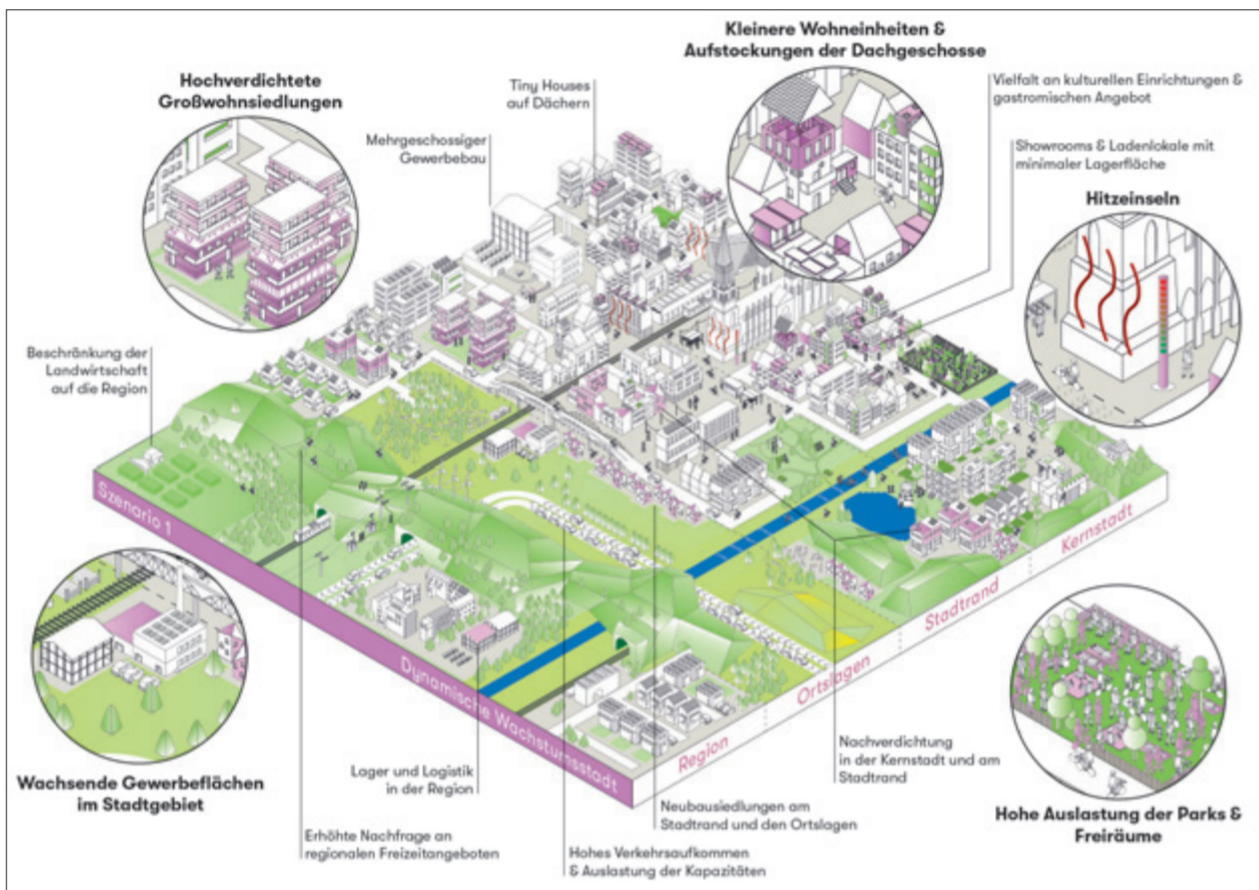 Kleinere Wohneinheiten &
Aufstockungen der Dachgeschosse
Hochverdichtete
Großwohnsiedlungen
Tiny Houses
auf Dächern
Mehrgeschossiger
Gewerbebau
Vielfalt an kulturellen Einrichtungen &
gastromischen Angebot
Showrooms & Ladenlokale mit
minimaler Lagerfläche
Hitzeinseln
Beschränkung der
Landwirtschaft
auf die Region
Szenario 1
Dynamische Wachstumsstadt
Region
Ortslagen
Stadtrand
Kernstadt
Wachsende Gewerbeflächen
im Stadtgebiet
Lager und Logistik
in der Region
Erhöhte Nachfrage an
regionalen Freizeitangeboten
Hohes Verkehrsaufkommen
& Auslastung der Kapazitäten
Neubausiedlungen am
Stadtrand und den Ortslagen
Nachverdichtung
in der Kernstadt und am
Stadtrand
Hohe Auslastung der Parks &
Freiräume